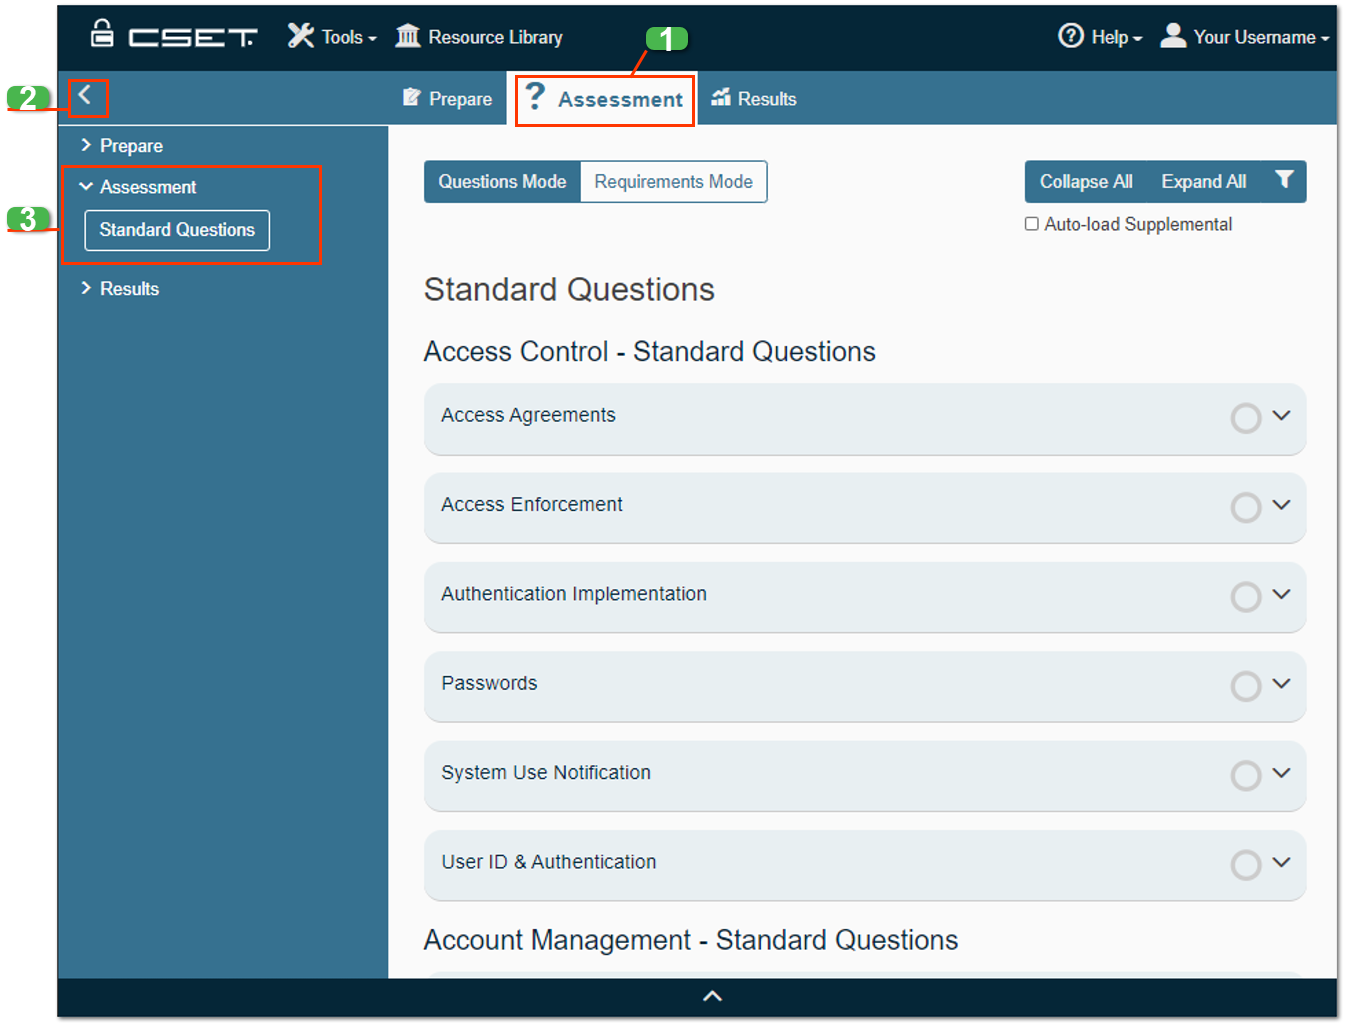 CSET Tools Resource Library Help Your Username
1
2
Prepare ? Assessment Results
Prepare
Assessment
3
Standard Questions
Results
Questions Mode Requirements Mode
Collapse All Expand All
Auto-load Supplemental
Standard Questions
Access Control - Standard Questions
Access Agreements
Access Enforcement
Authentication Implementation
Passwords
System Use Notification
User ID & Authentication
Account Management - Standard Questions